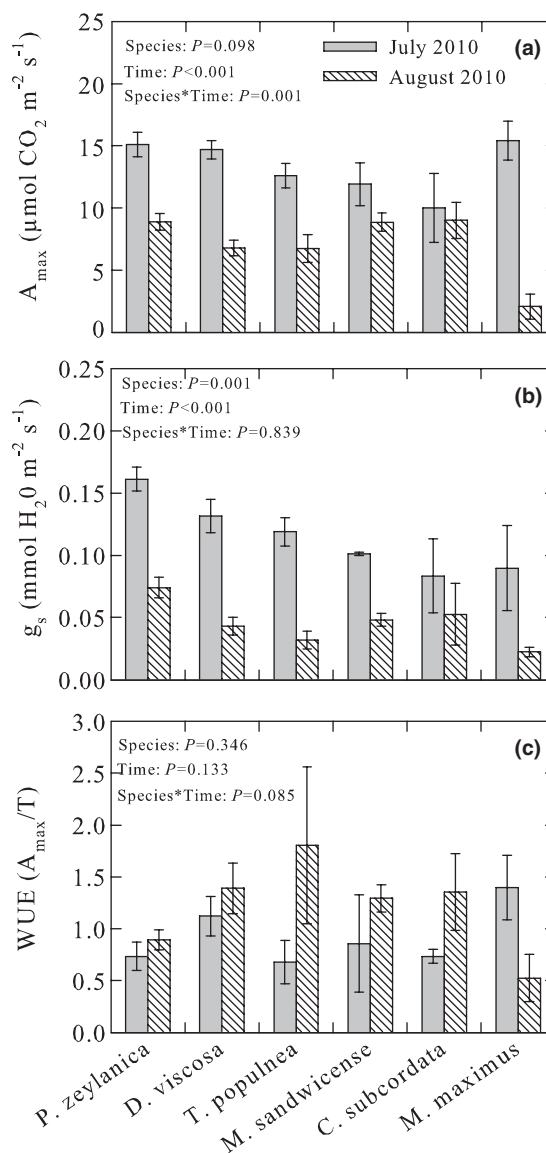 (a)
Species: P=0.098
Time: P<0.001
Species*Time: P=0.001
July 2010
August 2010
25
20
15
10
5
0
A_max (μmol CO₂ m⁻² s⁻¹)
(b)
Species: P=0.001
Time: P<0.001
Species*Time: P=0.839
0.25
0.20
0.15
0.10
0.05
0.00
g_s (mmol H₂0 m⁻² s⁻¹)
(c)
Species: P=0.346
Time: P=0.133
Species*Time: P=0.085
3.0
2.5
2.0
1.5
1.0
0.5
0.0
WUE (A_max/T)
P. zeylanica
D. viscosa
T. populnea
M. sandwicense
C. subcordata
M. maximus